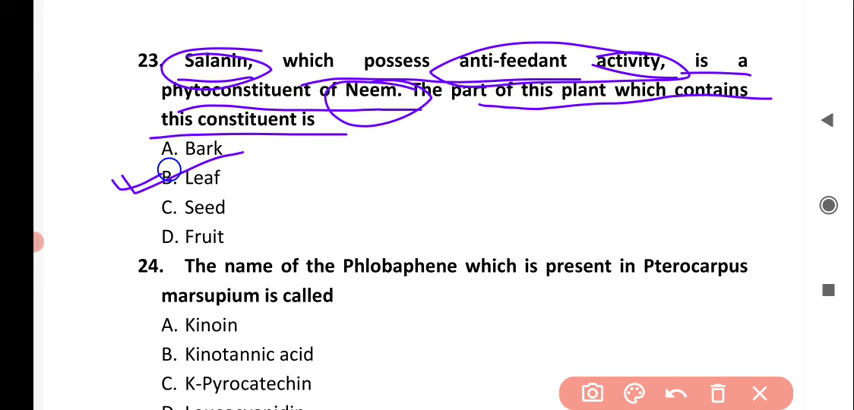 23. Salanin, which possess anti-feedant activity, is a
phytoconstituent of Neem. The part of this plant which contains
this constituent is
A. Bark
B. Leaf
C. Seed
D. Fruit
24. The name of the Phlobaphene which is present in Pterocarpus
marsupium is called
A. Kinoin
B. Kinotannic acid
C. K-Pyrocatechin
D. Leucocyanidin